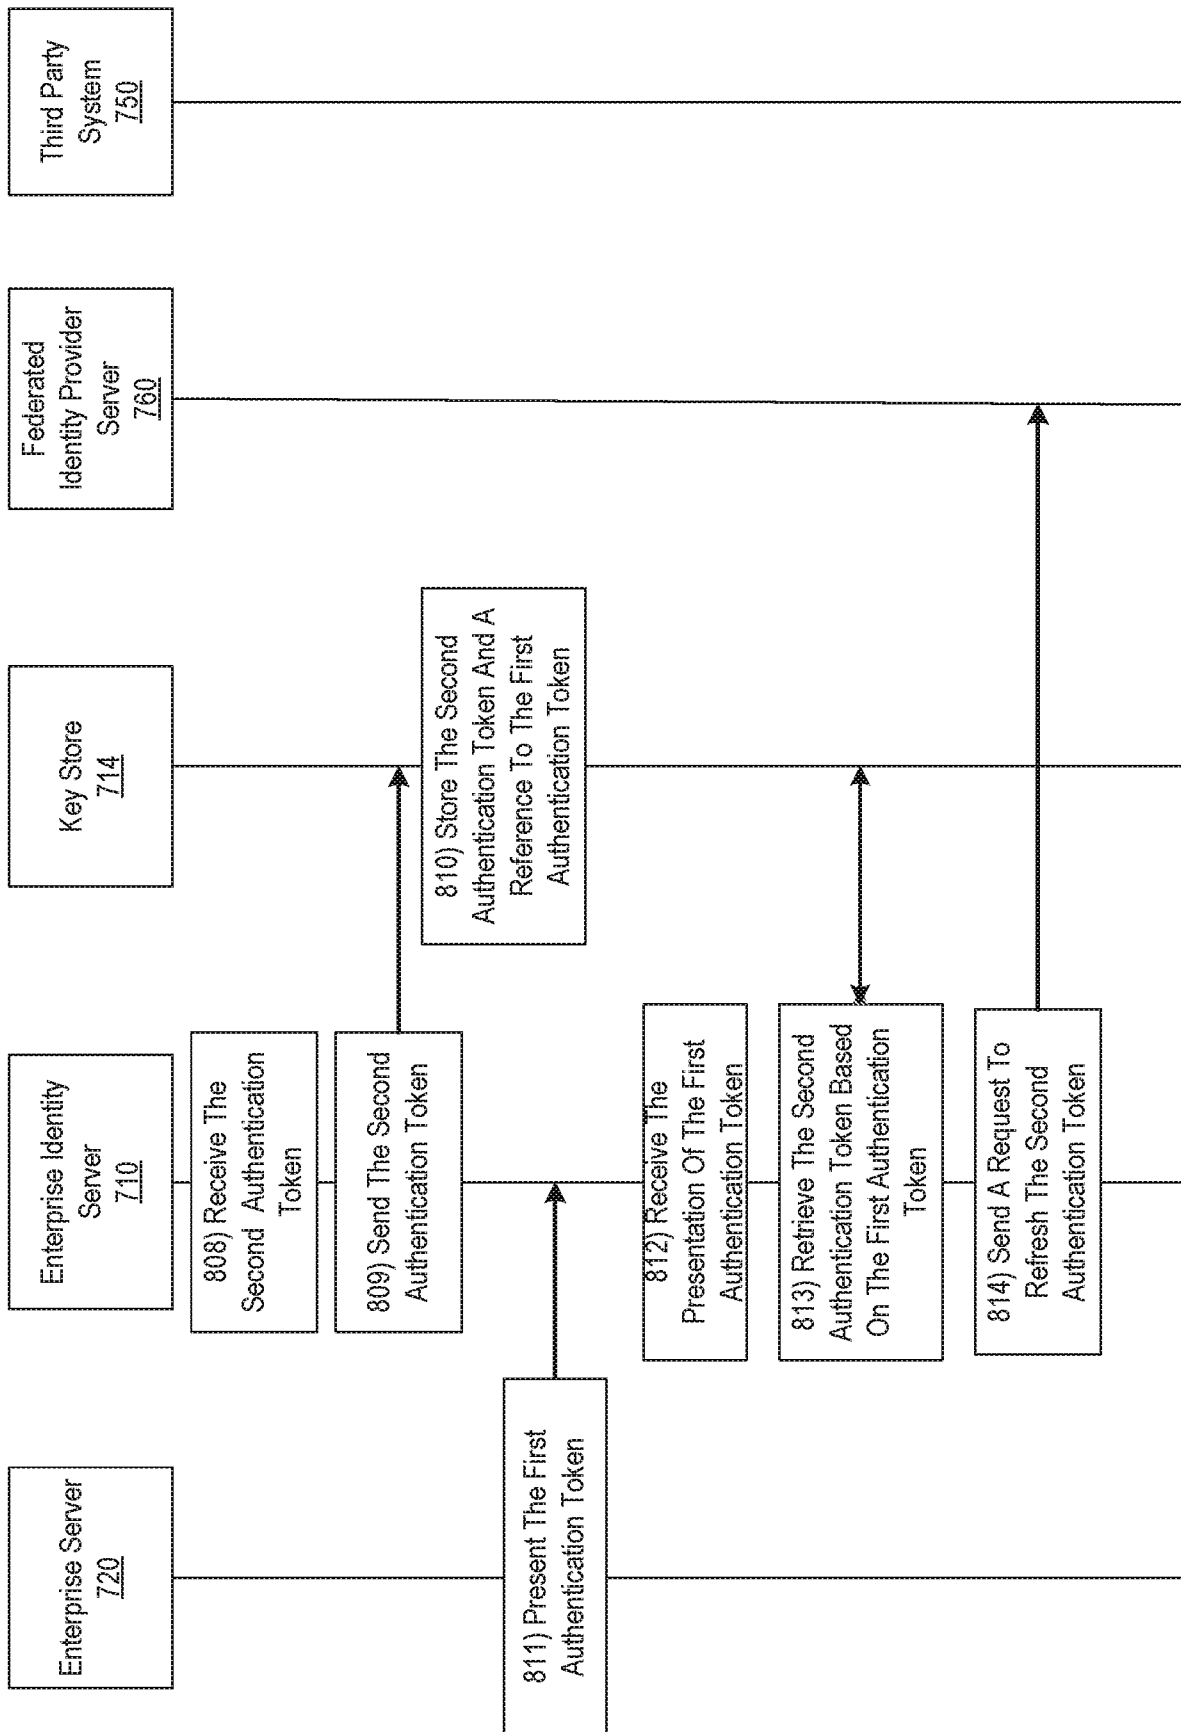 Enterprise Server
720
Enterprise Identity
Server
710
Key Store
714
Federated
Identity Provider
Server
760
Third Party
System
750
808) Receive The
Second Authentication
Token
809) Send The Second
Authentication Token
810) Store The Second
Authentication Token And A
Reference To The First
Authentication Token
811) Present The First
Authentication Token
812) Receive The
Presentation Of The First
Authentication Token
813) Retrieve The Second
Authentication Token Based
On The First Authentication
Token
814) Send A Request To
Refresh The Second
Authentication Token